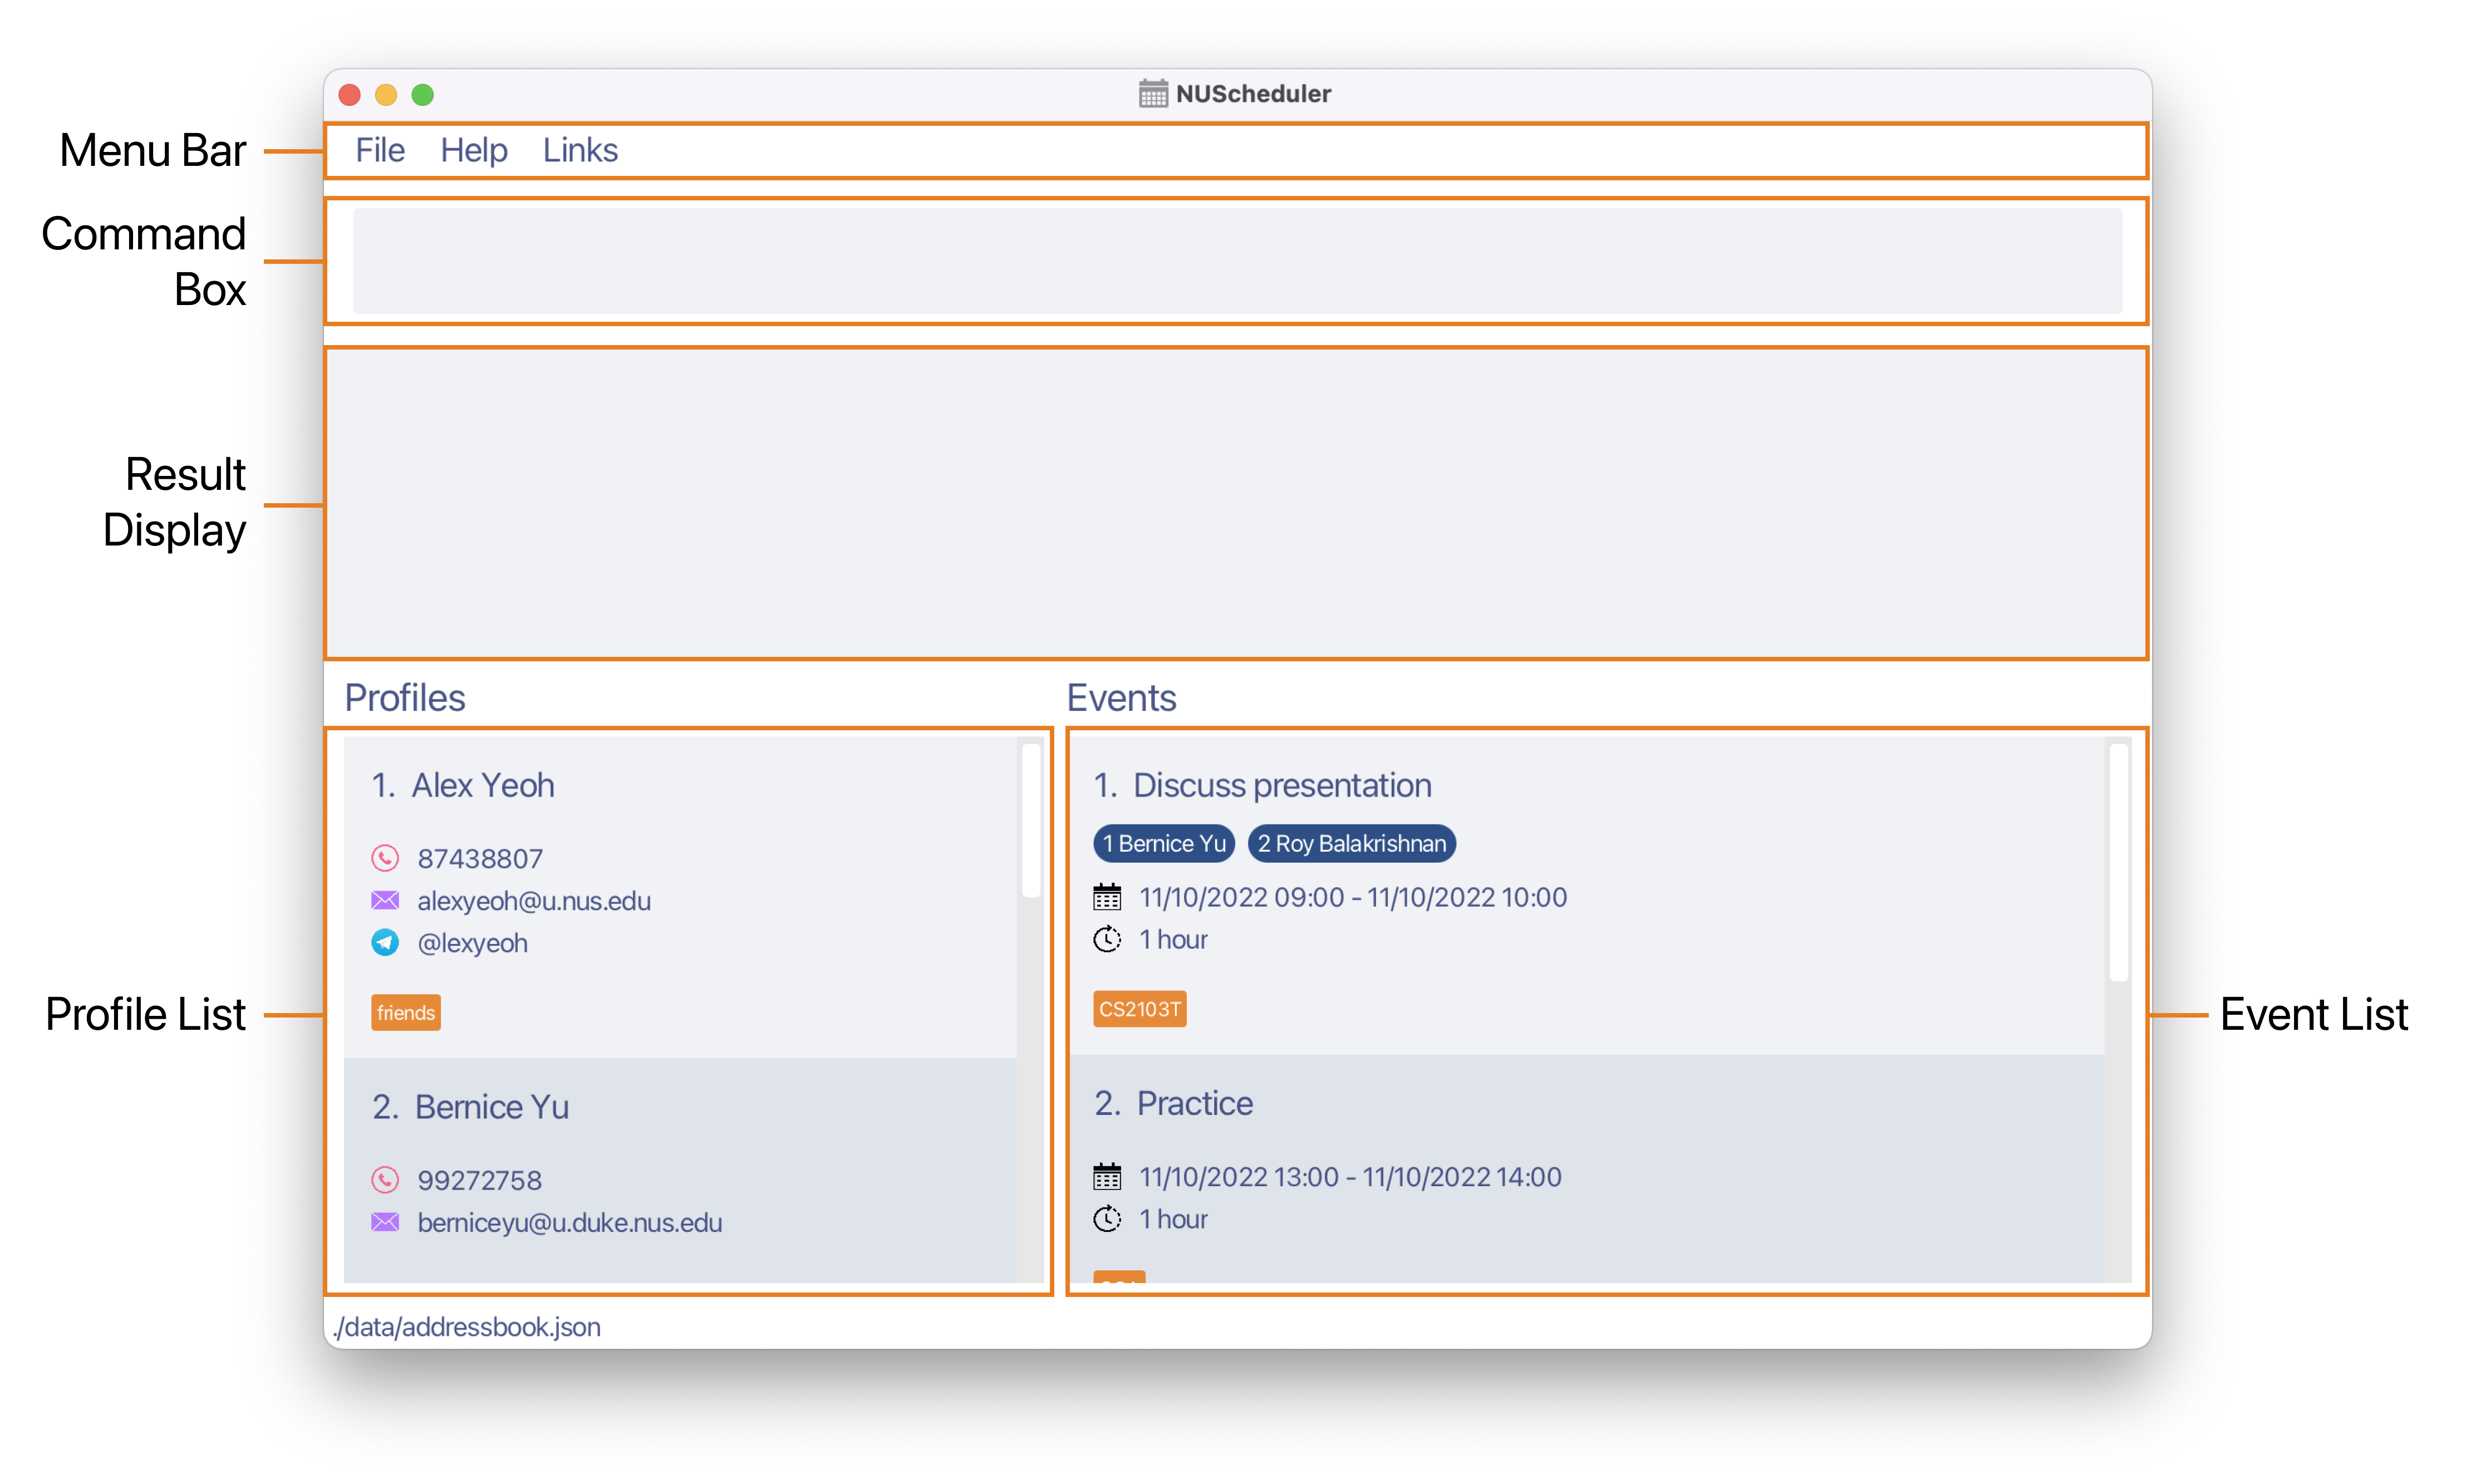 NUScheduler
Menu Bar
File Help Links
Command
Box
Result
Display
Profiles
Events
Profile List
1. Alex Yeoh
87438807
alexyeoh@u.nus.edu
@lexyeoh
friends
2. Bernice Yu
99272758
berniceyu@u.duke.nus.edu
1. Discuss presentation
1 Bernice Yu 2 Roy Balakrishnan
11/10/2022 09:00 - 11/10/2022 10:00
1 hour
CS2103T
2. Practice
11/10/2022 13:00 - 11/10/2022 14:00
1 hour
Event List
./data/addressbook.json